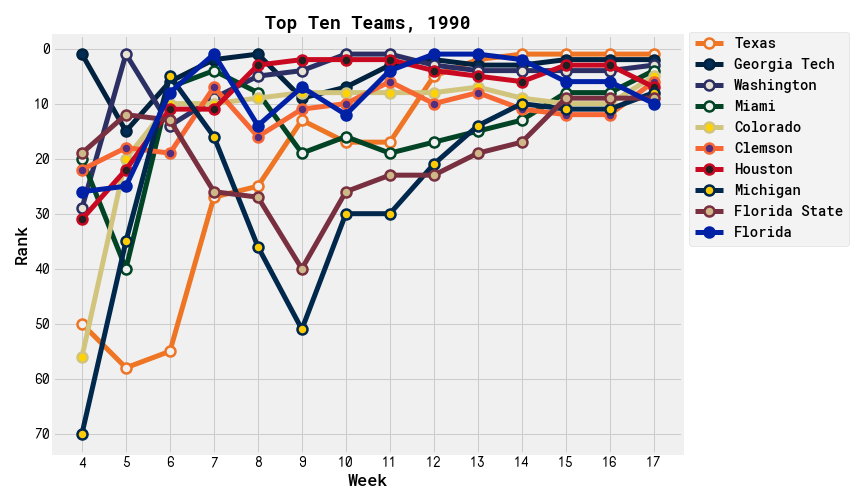 Top Ten Teams, 1990
Texas
Georgia Tech
Washington
Miami
Colorado
Clemson
Houston
Michigan
Florida State
Florida
Rank
0
10
20
30
40
50
60
70
4 5 6 7 8 9 10 11 12 13 14 15 16 17
Week